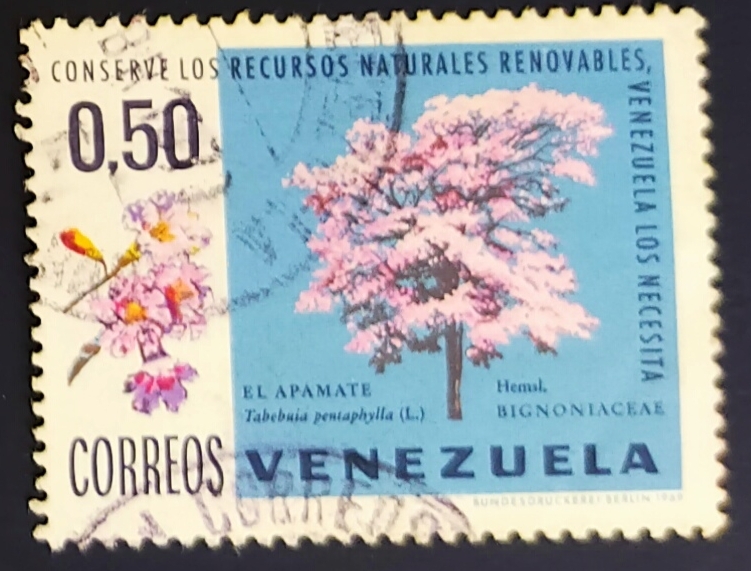 CONSERVE LOS RECURSOS NATURALES RENOVABLES,
VENEZUELA LOS NECESITA
0,50
EL APAMATE
Tabebuia pentaphylla (L.)
Hemsl.
BIGNONIACEAE
CORREOS VENEZUELA
BUNDESDRUCKEREI BERLIN
CORREOS